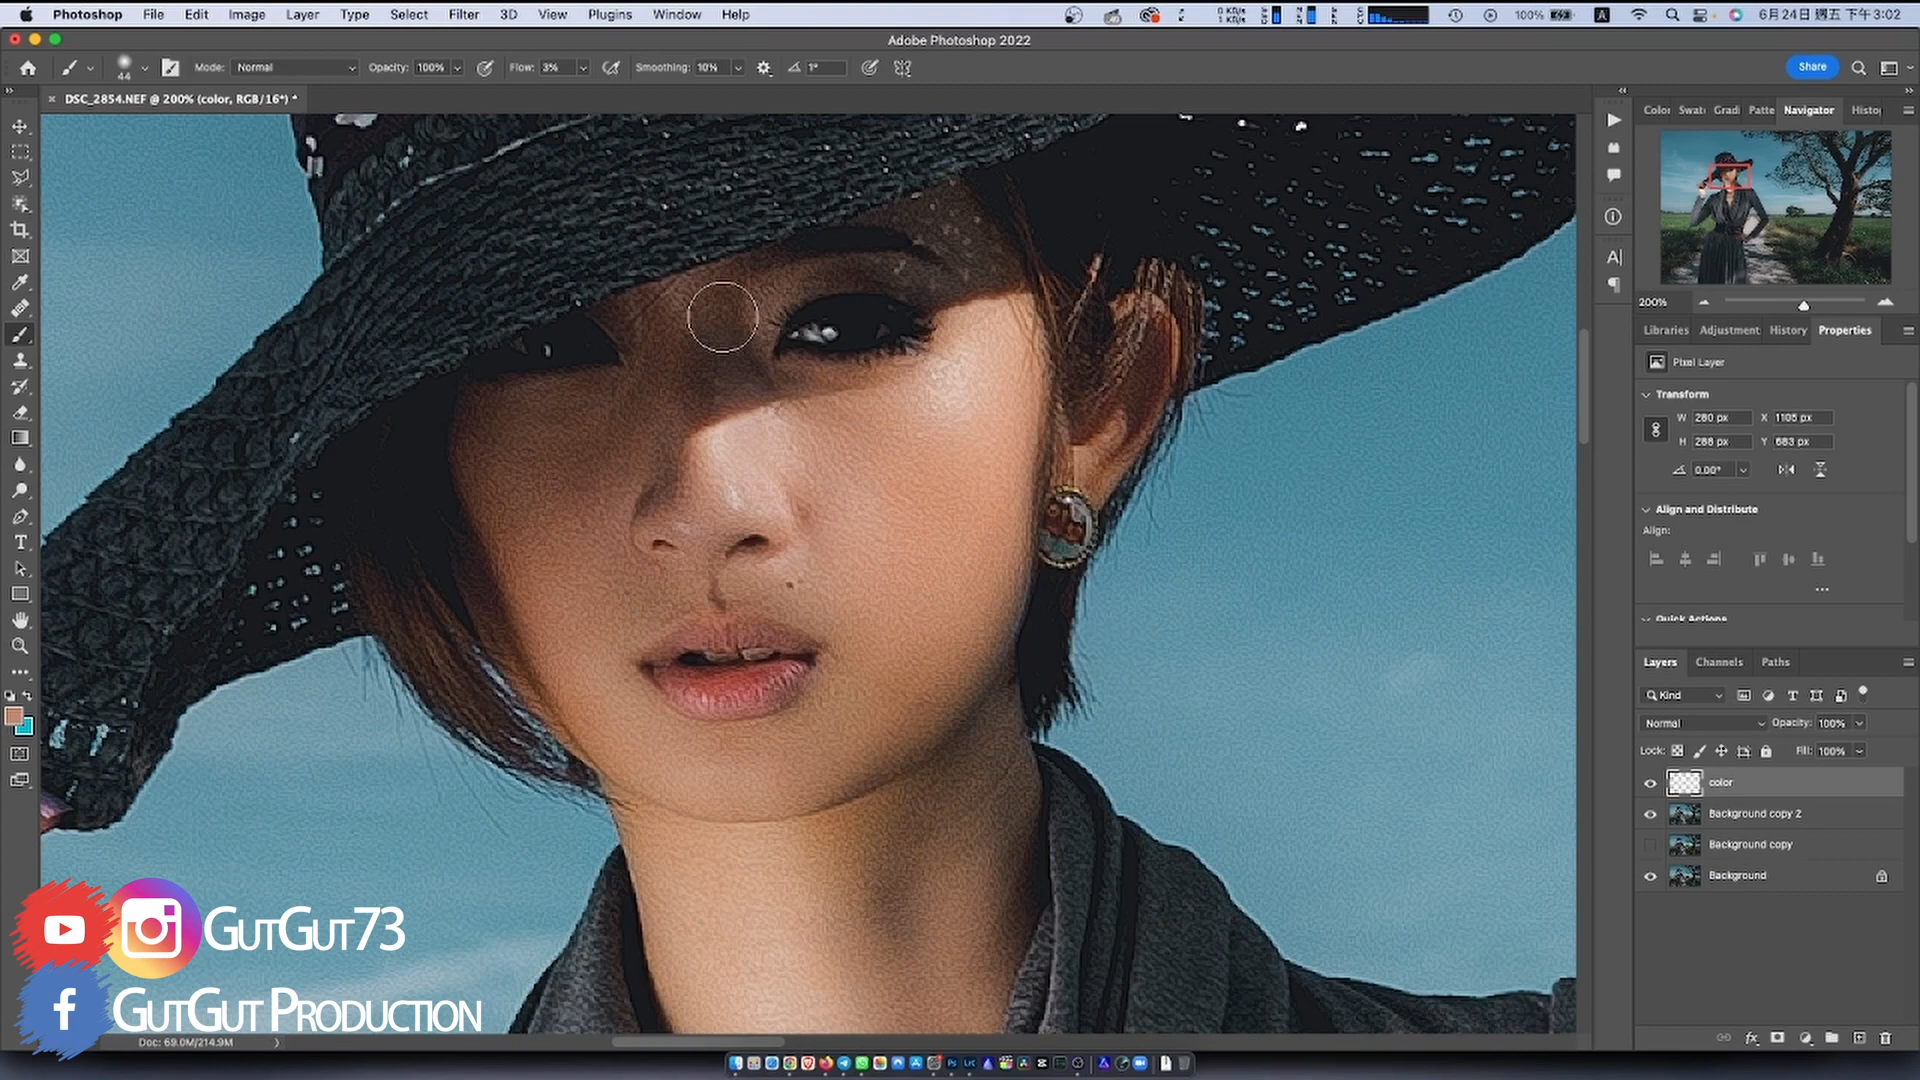 Photoshop File Edit Image Layer Type Select Filter 3D View Plugins Window Help
100% A 6月24日 週五 下午3:02
Adobe Photoshop 2022
44 Mode: Normal Opacity: 100% Flow: 3% Smoothing: 10% 1° Share
DSC_2854.NEF @ 200% (color, RGB/16*) *
Color Swat Gradi Patte Navigator Histo
200%
Libraries Adjustment History Properties
Pixel Layer
Transform
W 280 px X 1105 px
H 288 px Y 683 px
0.00°
Align and Distribute
Align:
Quick Actions
Layers Channels Paths
Kind
Normal Opacity: 100%
Lock: Fill: 100%
color
Background copy 2
Background copy
Background
GutGut73
GutGut Production
Doc: 69.0M/214.9M